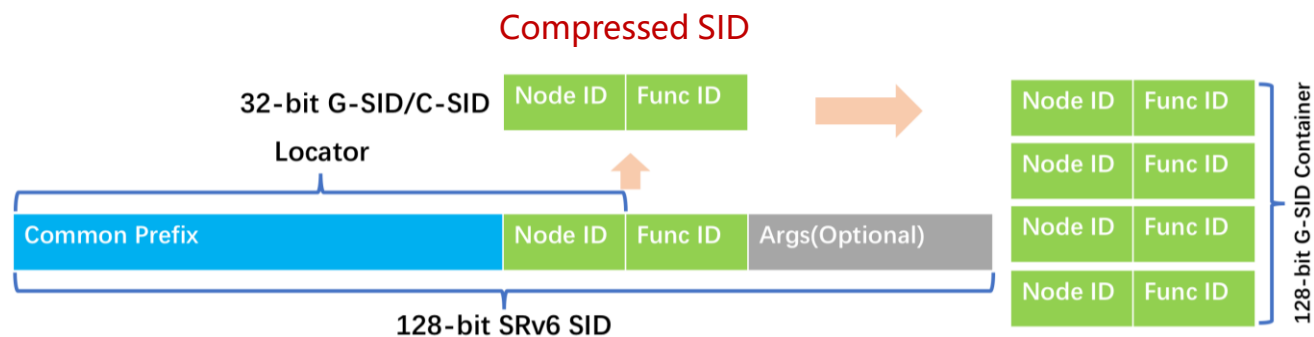 Compressed SID
32-bit G-SID/C-SID
Node ID
Func ID
Locator
Common Prefix
Node ID
Func ID
Args(Optional)
128-bit SRv6 SID
Node ID
Func ID
Node ID
Func ID
Node ID
Func ID
Node ID
Func ID
128-bit G-SID Container